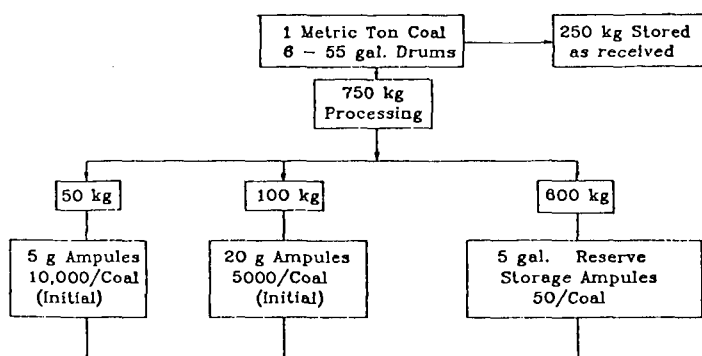 1 Metric Ton Coal
6 - 55 gal. Drums
250 kg Stored
as received
750 kg
Processing
50 kg
100 kg
600 kg
5 g Ampules
10,000/Coal
(Initial)
20 g Ampules
5000/Coal
(Initial)
5 gal. Reserve
Storage Ampules
50/Coal